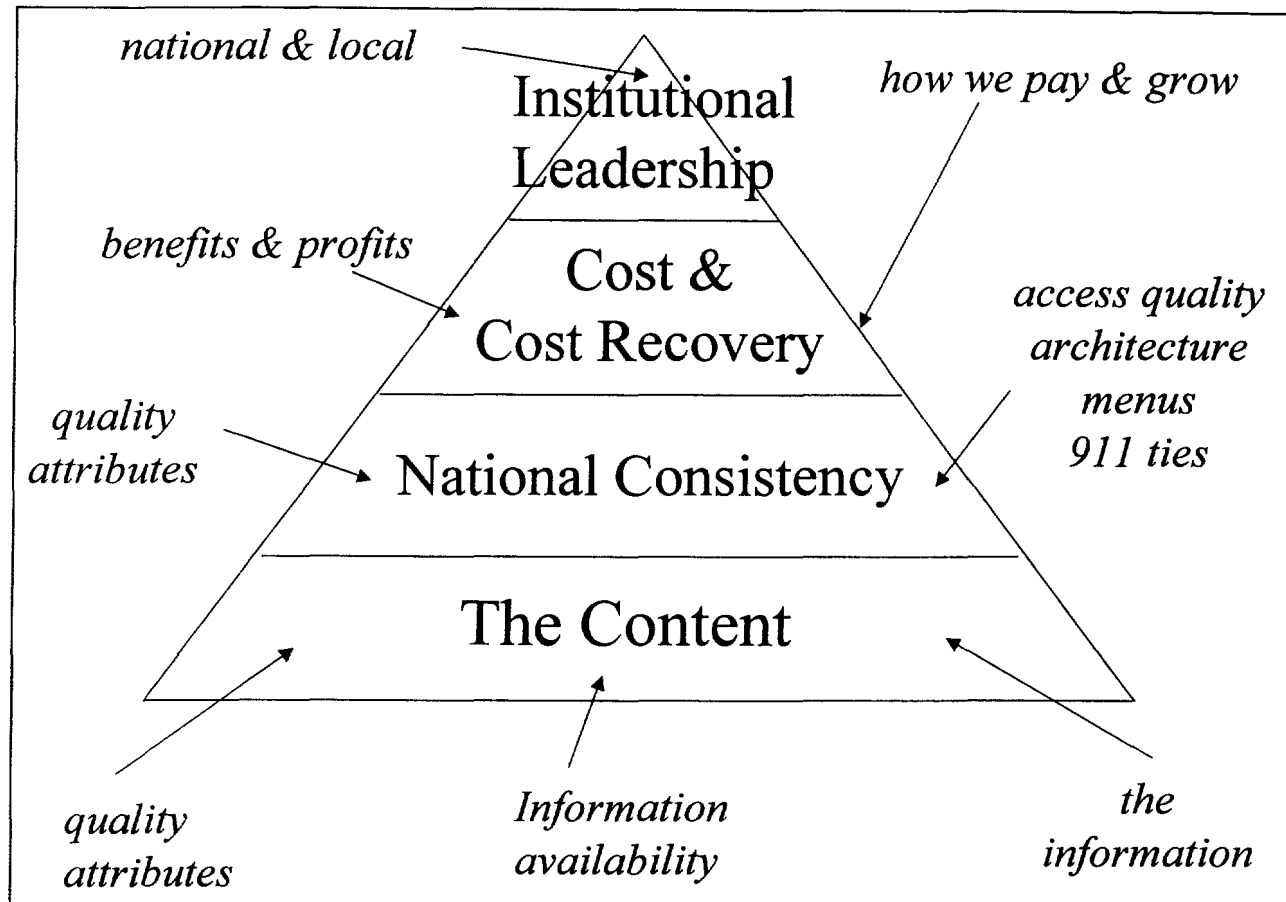 national & local
Institutional
Leadership
how we pay & grow
benefits & profits
Cost &
Cost Recovery
access quality
architecture
menus
911 ties
quality
attributes
National Consistency
The Content
quality
attributes
Information
availability
the
information